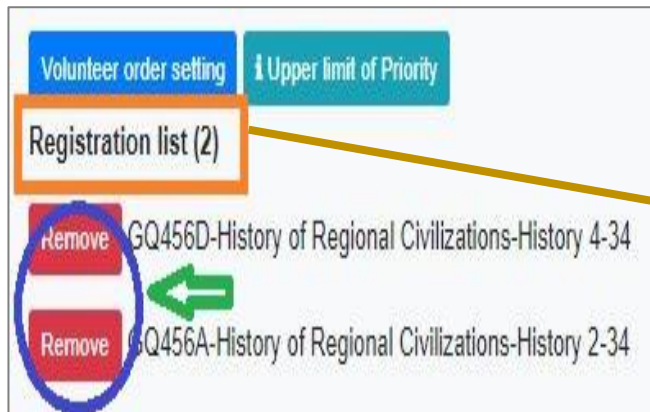 Volunteer order setting i Upper limit of Priority
Registration list (2)
Remove GQ456D-History of Regional Civilizations-History 4-34
Remove GQ456A-History of Regional Civilizations-History 2-34